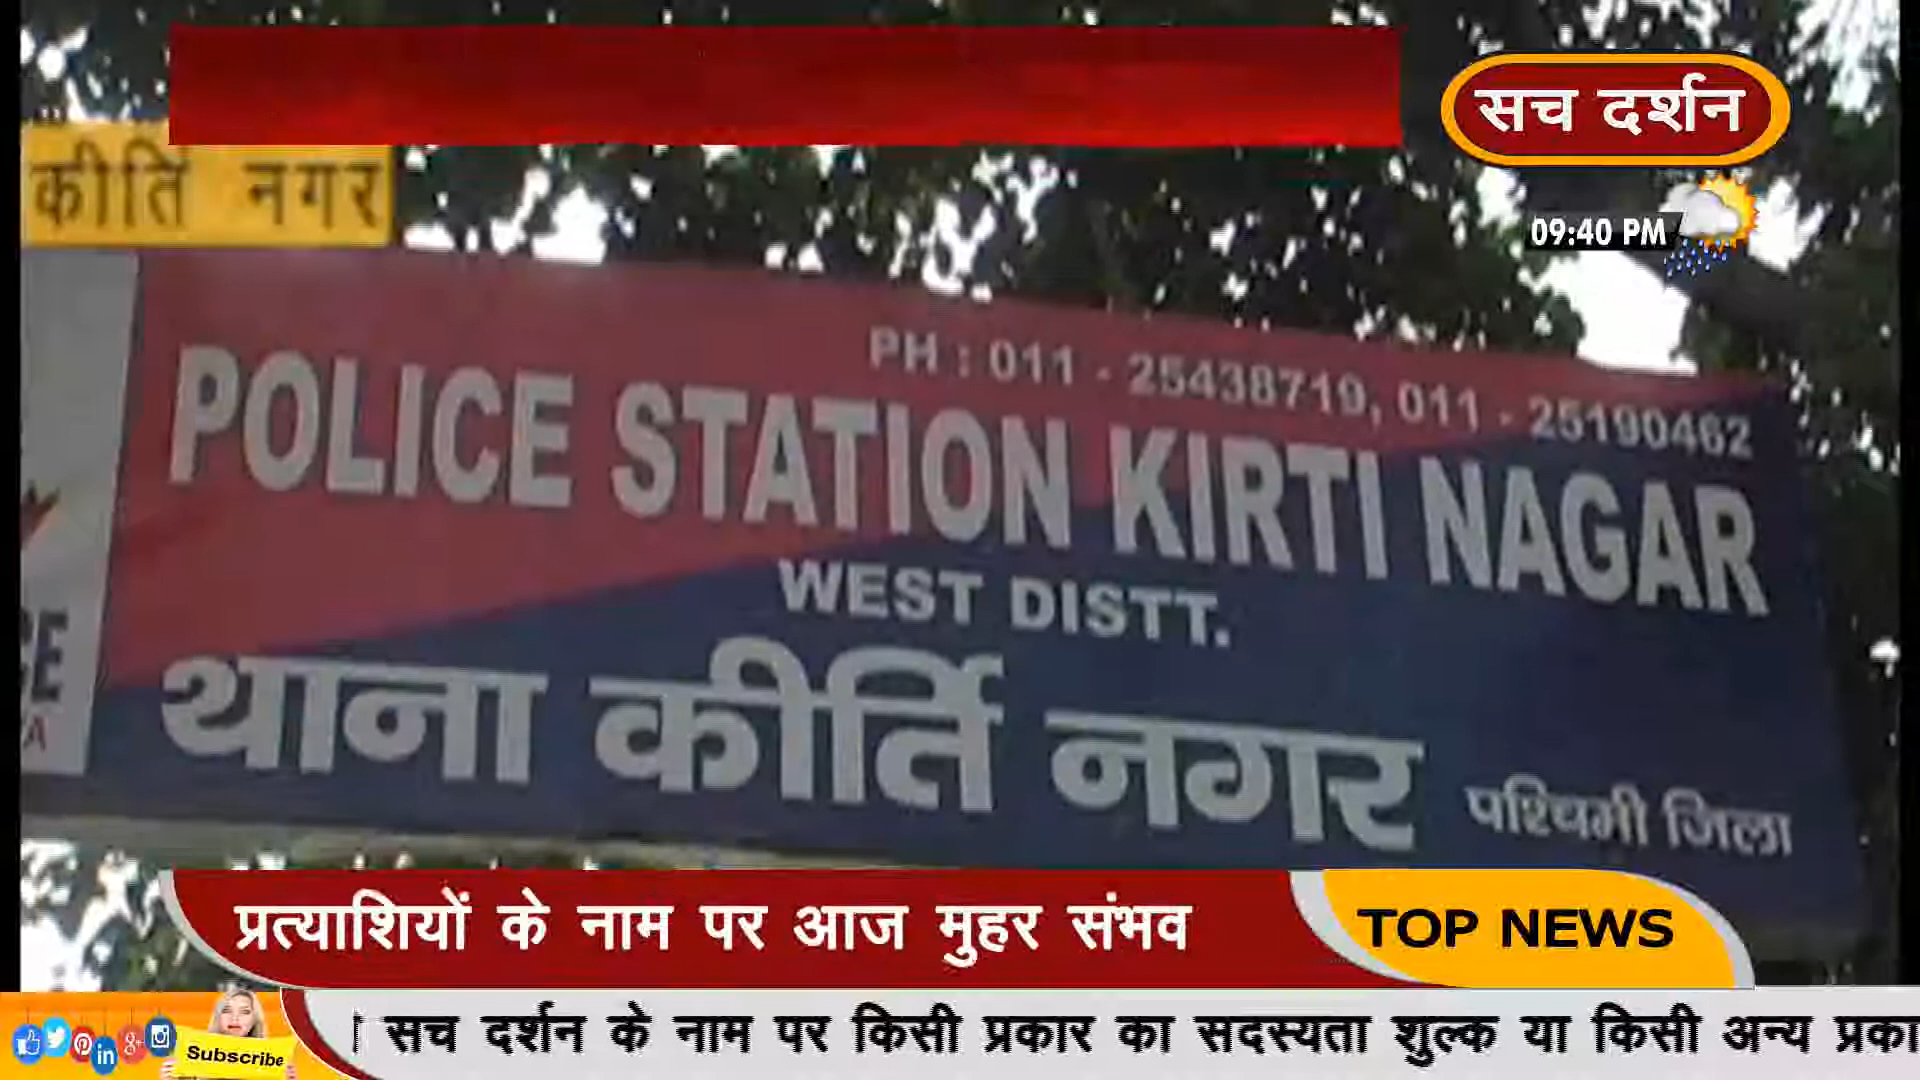 सच दर्शन
कीर्ति नगर
09:40 PM
PH : 011 - 25438719, 011 - 25190462
POLICE STATION KIRTI NAGAR
WEST DISTT.
थाना कीर्ति नगर पश्चिमी जिला
प्रत्याशियों के नाम पर आज मुहर संभव
TOP NEWS
सच दर्शन के नाम पर किसी प्रकार का सदस्यता शुल्क या किसी अन्य प्रका
Subscribe